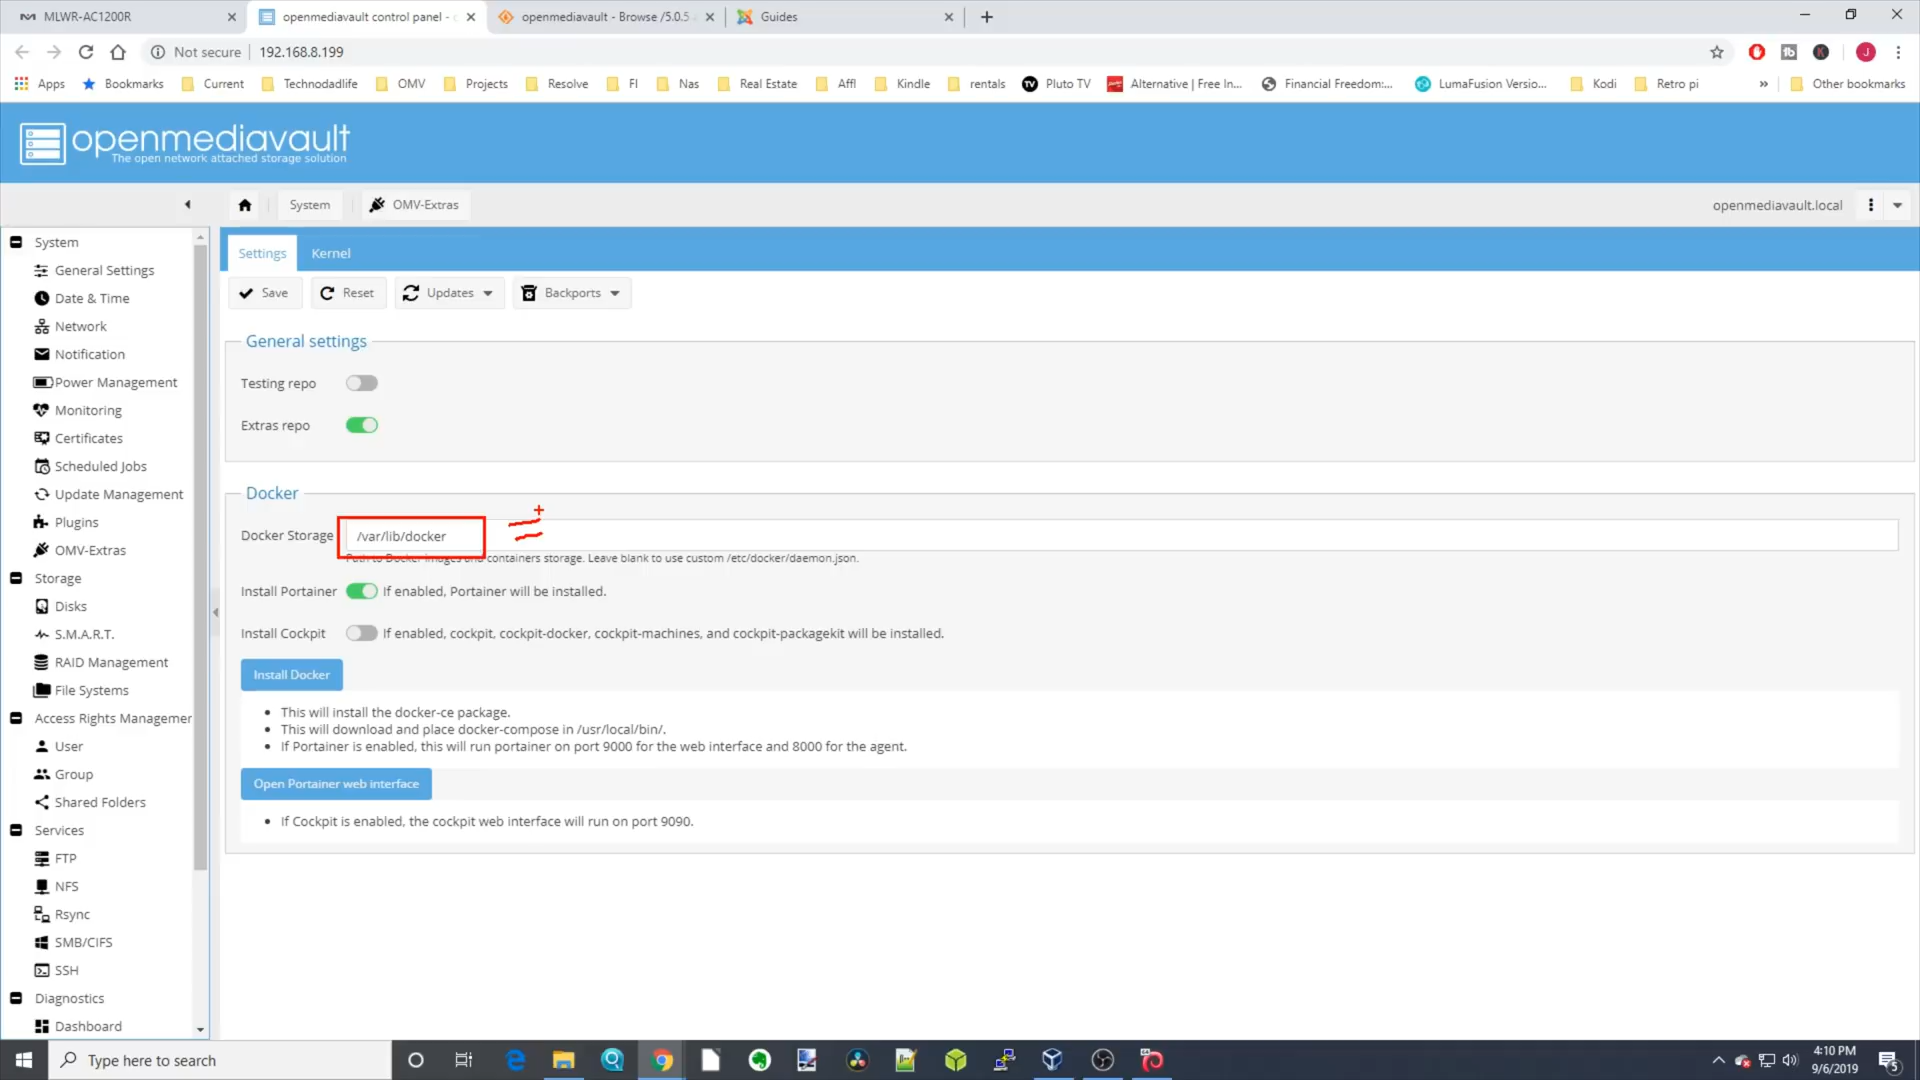 MLWR-AC1200R
openmediavault control panel - o
openmediavault - Browse /5.0.5
Guides
Not secure
192.168.8.199
Apps
Bookmarks
Current
Technodadlife
OMV
Projects
Resolve
FI
Nas
Real Estate
Affl
Kindle
rentals
Pluto TV
Alternative | Free In...
Financial Freedom:...
LumaFusion Versio...
Kodi
Retro pi
»
Other bookmarks
openmediavault
The open network attached storage solution
System
OMV-Extras
openmediavault.local
System
General Settings
Date & Time
Network
Notification
Power Management
Monitoring
Certificates
Scheduled Jobs
Update Management
Plugins
OMV-Extras
Storage
Disks
S.M.A.R.T.
RAID Management
File Systems
Access Rights Managemer
User
Group
Shared Folders
Services
FTP
NFS
Rsync
SMB/CIFS
SSH
Diagnostics
Dashboard
Settings
Kernel
Save
Reset
Updates
Backports
General settings
Testing repo
Extras repo
Docker
Docker Storage
/var/lib/docker
Path to Docker images and containers storage. Leave blank to use custom /etc/docker/daemon.json.
Install Portainer
If enabled, Portainer will be installed.
Install Cockpit
If enabled, cockpit, cockpit-docker, cockpit-machines, and cockpit-packagekit will be installed.
Install Docker
This will install the docker-ce package.
This will download and place docker-compose in /usr/local/bin/.
If Portainer is enabled, this will run portainer on port 9000 for the web interface and 8000 for the agent.
Open Portainer web interface
If Cockpit is enabled, the cockpit web interface will run on port 9090.
Type here to search
4:10 PM
9/6/2019
5